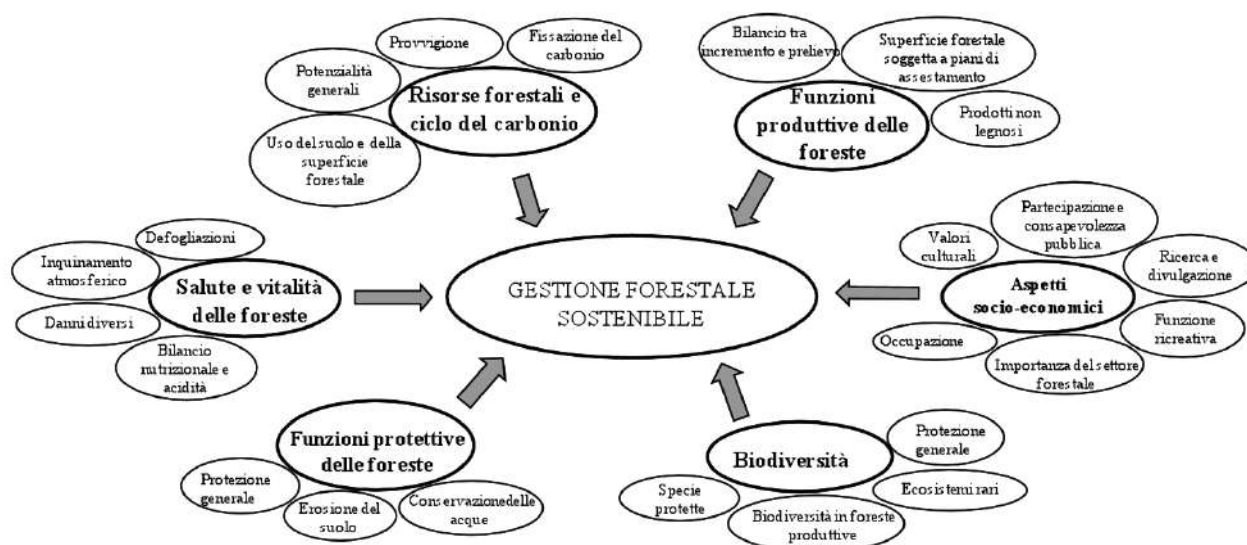 Provvigione
Fissazione del
carbonio
Potenzialità
generali
Risorse forestali e
ciclo del carbonio
Uso del suolo e della
superficie
forestale
Bilancio tra
incremento e prelievo
Superficie forestale
soggetta a piani di
assestamento
Funzioni
produttive delle
foreste
Prodotti non
legnosi
Defogliazioni
Inquinamento
atmosferico
Salute e vitalità
delle foreste
Danni diversi
Bilancio
nutrizionale e
acidità
GESTIONE FORESTALE
SOSTENIBILE
Partecipazione e
consapevolezza
pubblica
Valori
culturali
Ricerca e
divulgazione
Aspetti
socio-economici
Funzione
ricreativa
Occupazione
Importanza del settore
forestale
Funzioni protettive
delle foreste
Protezione
generale
Erosione del
suolo
Conservazione delle
acque
Biodiversità
Protezione
generale
Ecosistemi rari
Specie
protette
Biodiversità in foreste
produttive